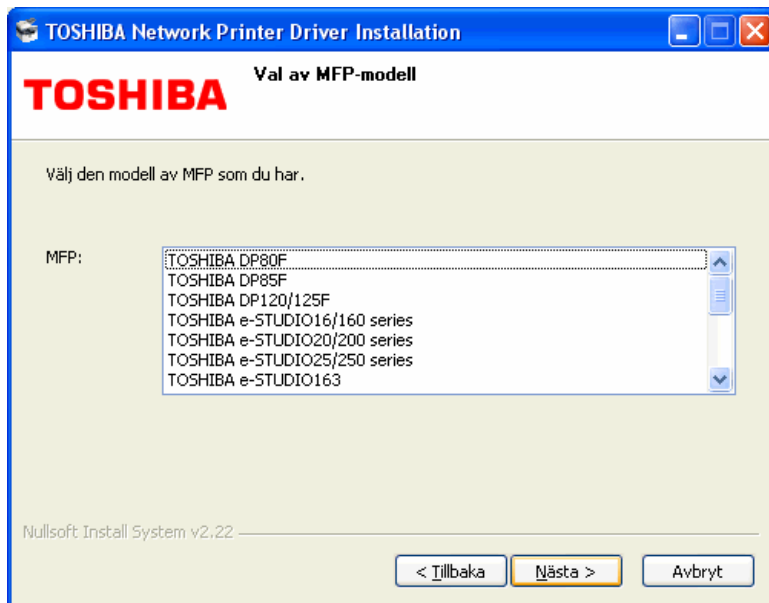 TOSHIBA Network Printer Driver Installation
TOSHIBA
Val av MFP-modell
Välj den modell av MFP som du har.
MFP:
TOSHIBA DP80F
TOSHIBA DP85F
TOSHIBA DP120/125F
TOSHIBA e-STUDIO16/160 series
TOSHIBA e-STUDIO20/200 series
TOSHIBA e-STUDIO25/250 series
TOSHIBA e-STUDIO163
Nullsoft Install System v2.22
< Tillbaka
Nästa >
Avbryt